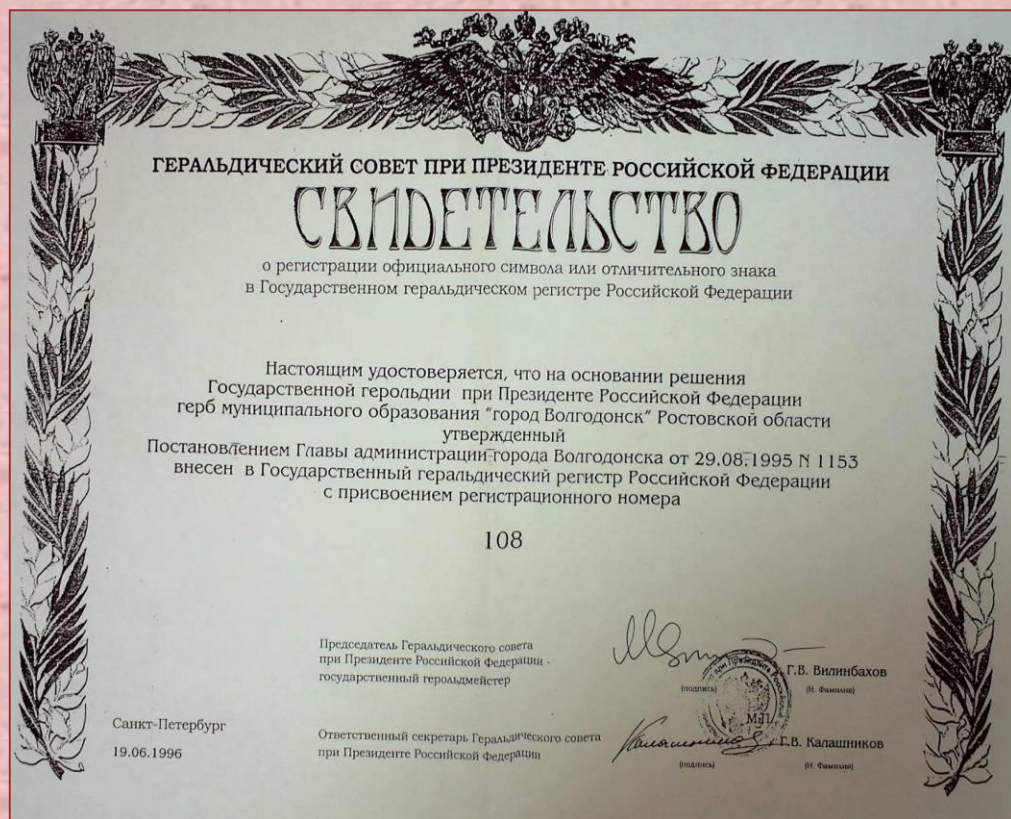 ГЕРАЛЬДИЧЕСКИЙ СОВЕТ ПРИ ПРЕЗИДЕНТЕ РОССИЙСКОЙ ФЕДЕРАЦИИ
СВИДЕТЕЛЬСТВО
о регистрации официального символа или отличительного знака
в Государственном геральдическом регистре Российской Федерации
Настоящим удостоверяется, что на основании решения
Государственной герольдии при Президенте Российской Федерации
герб муниципального образования "город Волгодонск" Ростовской области
утвержденный
Постановлением Главы администрации города Волгодонска от 29.08.1995 N 1153
внесен в Государственный геральдический регистр Российской Федерации
с присвоением регистрационного номера
108
Председатель Геральдического совета
при Президенте Российской Федерации -
государственный герольдмейстер
Г.В. Вилинбахов
(подпись)
(И. Фамилия)
М.П.
Санкт-Петербург
19.06.1996
Ответственный секретарь Геральдического совета
при Президенте Российской Федерации
Г.В. Калашников
(подпись)
(И. Фамилия)